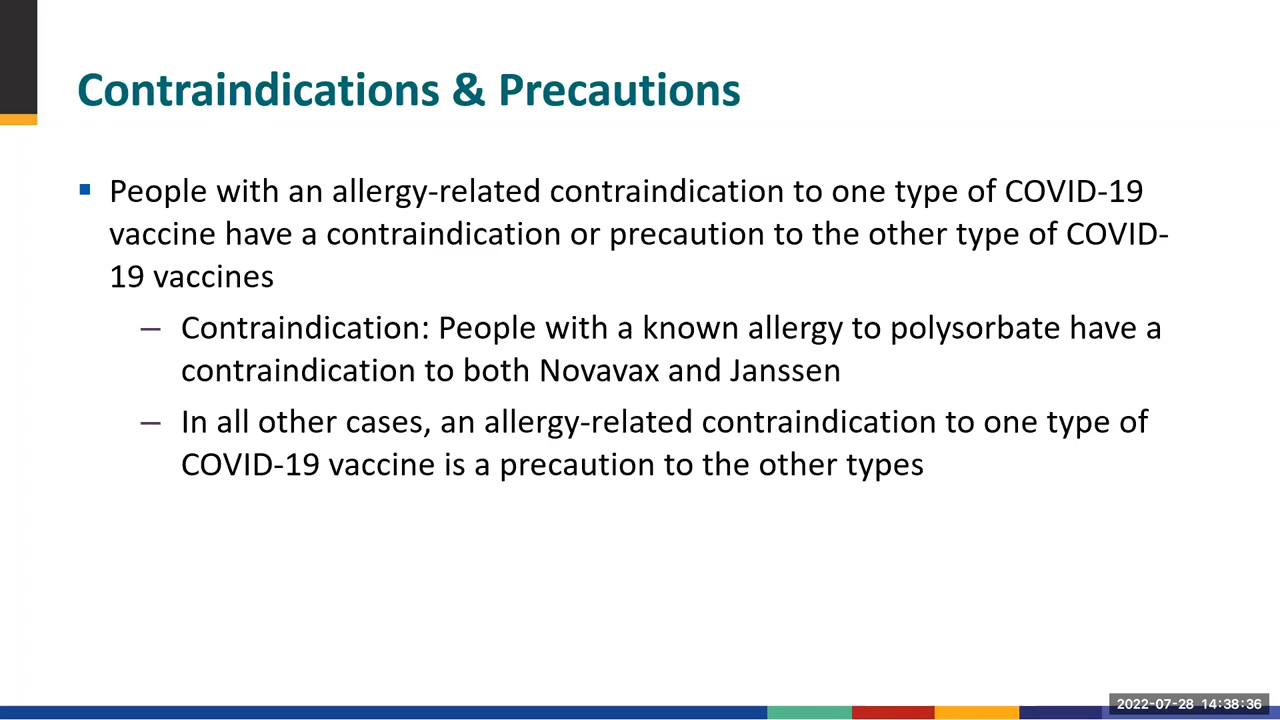 Contraindications & Precautions
▪ People with an allergy-related contraindication to one type of COVID-19
vaccine have a contraindication or precaution to the other type of COVID-
19 vaccines
– Contraindication: People with a known allergy to polysorbate have a
contraindication to both Novavax and Janssen
– In all other cases, an allergy-related contraindication to one type of
COVID-19 vaccine is a precaution to the other types
2022-07-28 14:38:36